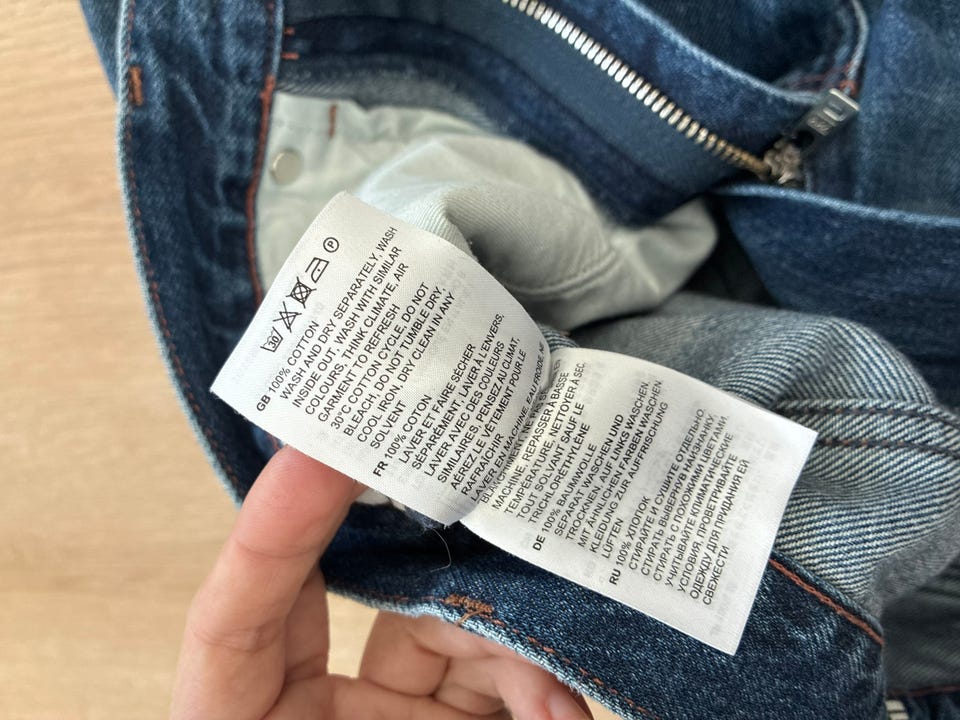 30
P
GB 100% COTTON
WASH AND DRY SEPARATELY, WASH
INSIDE OUT, WASH WITH SIMILAR
COLOURS, THINK CLIMATE, AIR
GARMENT TO REFRESH
30°C COTTON CYCLE, DO NOT
BLEACH, DO NOT TUMBLE DRY,
COOL IRON, DRY CLEAN IN ANY
SOLVENT
FR 100% COTON
LAVER ET FAIRE SÉCHER
SÉPARÉMENT, LAVER À L'ENVERS,
LAVER AVEC DES COULEURS
SIMILAIRES, PENSEZ AU CLIMAT,
AÉREZ LE VÊTEMENT POUR LE
RAFRAÎCHIR
MACHINE, REPASSER À BASSE
TEMPÉRATURE, NETTOYER À SEC,
TOUT SOLVANT SAUF LE
TRICHLORÉTHYLÈNE
DE 100% BAUMWOLLE
SEPARAT WASCHEN UND
TROCKNEN, AUF LINKS WASCHEN,
MIT ÄHNLICHEN FARBEN WASCHEN
KLEIDUNG ZUR AUFFRISCHUNG
LÜFTEN
RU 100% ХЛОПОК
СТИРАЙТЕ И СУШИТЕ ОТДЕЛЬНО
СТИРАТЬ ВЫВЕРНУВ НАИЗНАНКУ,
СТИРАТЬ С ПОХОЖИМИ ЦВЕТАМИ,
УЧИТЫВАЙТЕ КЛИМАТИЧЕСКИЕ
УСЛОВИЯ, ПРОВЕТРИВАЙТЕ
ОДЕЖДУ ДЛЯ ПРИДАНИЯ ЕЙ
СВЕЖЕСТИ